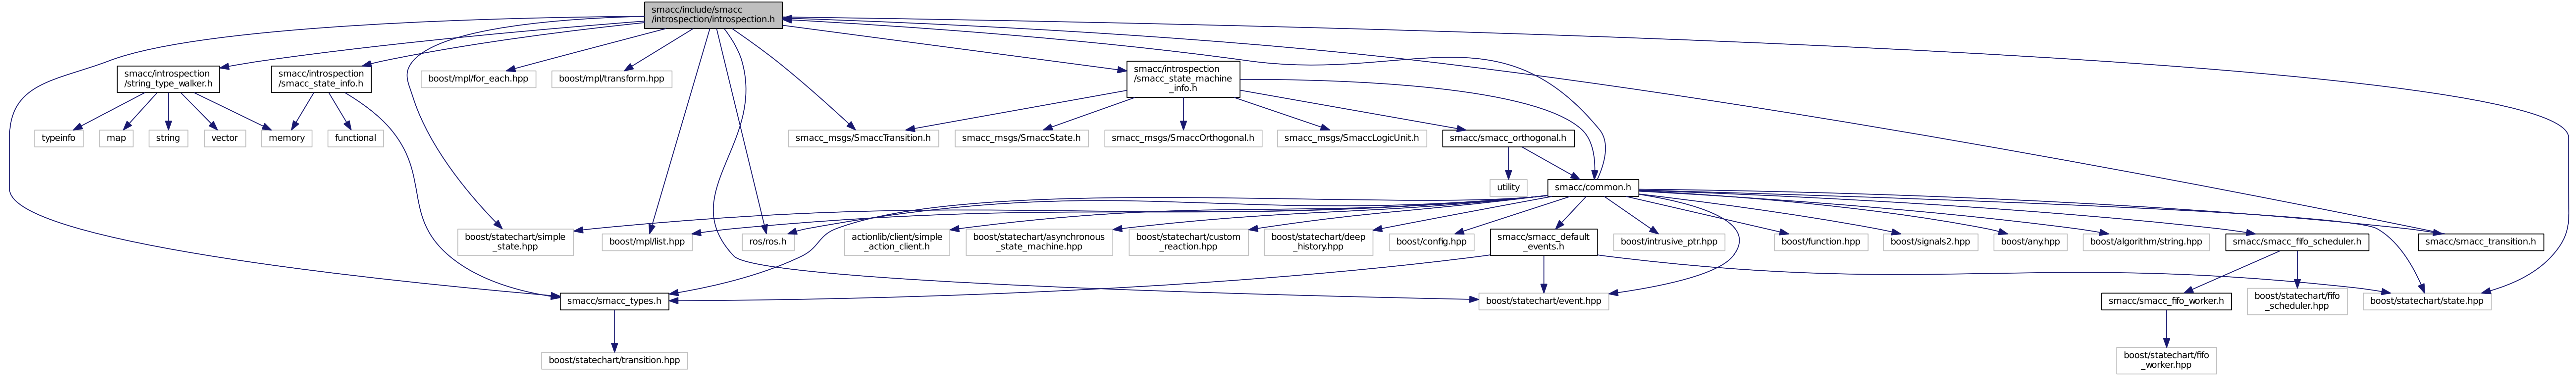 smacc/include/smacc
/introspection/introspection.h
smacc/introspection
/string_type_walker.h
smacc/introspection
/smacc_state_info.h
boost/mpl/for_each.hpp
boost/mpl/transform.hpp
smacc/introspection
/smacc_state_machine
_info.h
typeinfo
map
string
vector
memory
functional
smacc_msgs/SmaccTransition.h
smacc_msgs/SmaccState.h
smacc_msgs/SmaccOrthogonal.h
smacc_msgs/SmaccLogicUnit.h
smacc/smacc_orthogonal.h
utility
smacc/common.h
boost/statechart/simple
_state.hpp
boost/mpl/list.hpp
ros/ros.h
actionlib/client/simple
_action_client.h
boost/statechart/asynchronous
_state_machine.hpp
boost/statechart/custom
_reaction.hpp
boost/statechart/deep
_history.hpp
boost/config.hpp
smacc/smacc_default
_events.h
boost/intrusive_ptr.hpp
boost/function.hpp
boost/signals2.hpp
boost/any.hpp
boost/algorithm/string.hpp
smacc/smacc_fifo_scheduler.h
smacc/smacc_transition.h
smacc/smacc_types.h
boost/statechart/event.hpp
smacc/smacc_fifo_worker.h
boost/statechart/fifo
_scheduler.hpp
boost/statechart/state.hpp
boost/statechart/transition.hpp
boost/statechart/fifo
_worker.hpp